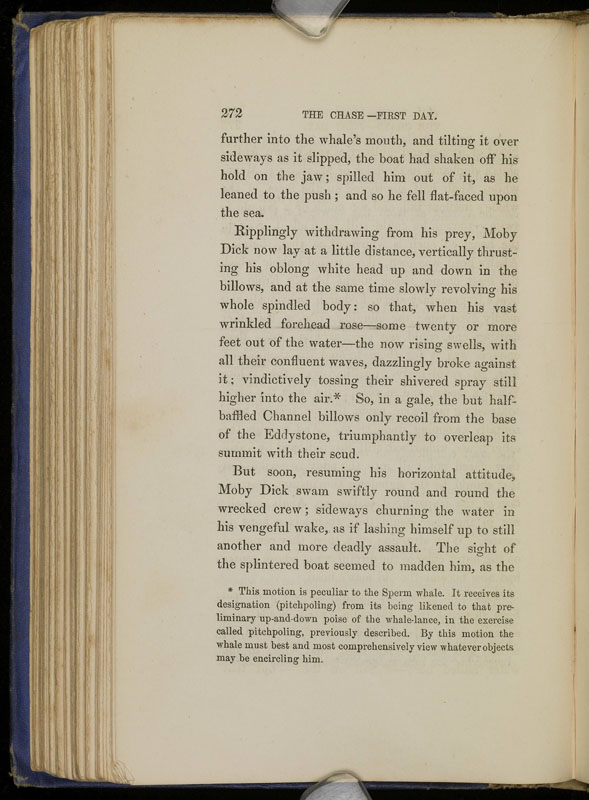 272 THE CHASE—FIRST DAY.
further into the whale's mouth, and tilting it over
sideways as it slipped, the boat had shaken off his
hold on the jaw; spilled him out of it, as he
leaned to the push; and so he fell flat-faced upon
the sea.
Ripplingly withdrawing from his prey, Moby
Dick now lay at a little distance, vertically thrust-
ing his oblong white head up and down in the
billows, and at the same time slowly revolving his
whole spindled body: so that, when his vast
wrinkled forehead rose—some twenty or more
feet out of the water—the now rising swells, with
all their confluent waves, dazzlingly broke against
it; vindictively tossing their shivered spray still
higher into the air.* So, in a gale, the but half-
baffled Channel billows only recoil from the base
of the Eddystone, triumphantly to overleap its
summit with their scud.
But soon, resuming his horizontal attitude,
Moby Dick swam swiftly round and round the
wrecked crew; sideways churning the water in
his vengeful wake, as if lashing himself up to still
another and more deadly assault. The sight of
the splintered boat seemed to madden him, as the
* This motion is peculiar to the Sperm whale. It receives its
designation (pitchpoling) from its being likened to that pre-
liminary up-and-down poise of the whale-lance, in the exercise
called pitchpoling, previously described. By this motion the
whale must best and most comprehensively view whatever objects
may be encircling him.